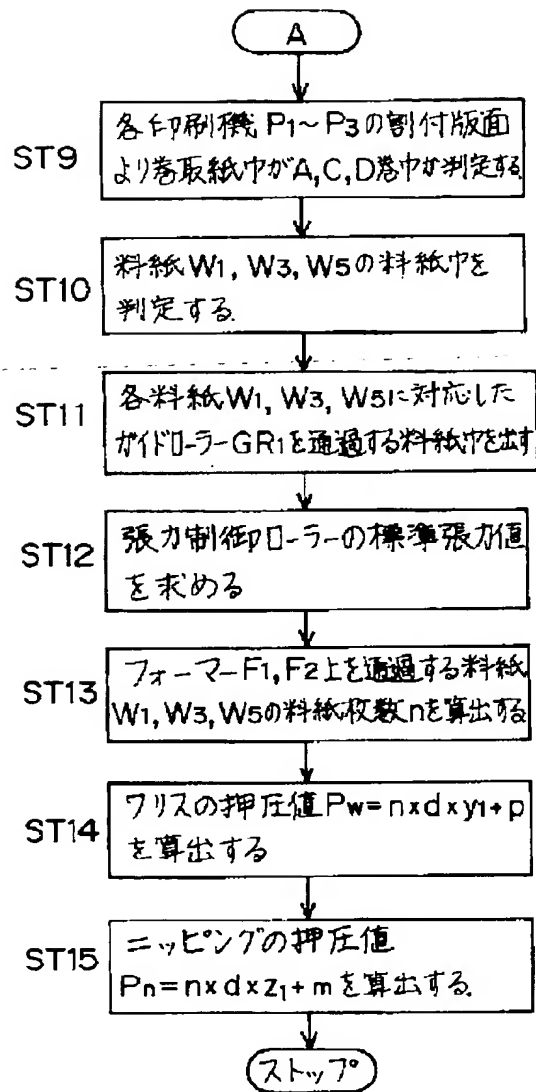 A
ST9
各印刷機P1〜P3の割付版面
より巻取紙巾がA,C,D巻巾か判定する.
ST10
料紙W1, W3, W5の料紙巾を
判定する.
ST11
各料紙W1, W3, W5に対応した
ガイドローラーGR1を通過する料紙巾を出す
ST12
張力制御ローラーの標準張力値
を求める
ST13
フォーマーF1, F2上を通過する料紙
W1, W3, W5の料紙枚数nを算出する
ST14
ワリスの押圧値Pw=n×d×y1+p
を算出する
ST15
ニッピングの押圧値
Pn=n×d×z1+mを算出する.
ストップ